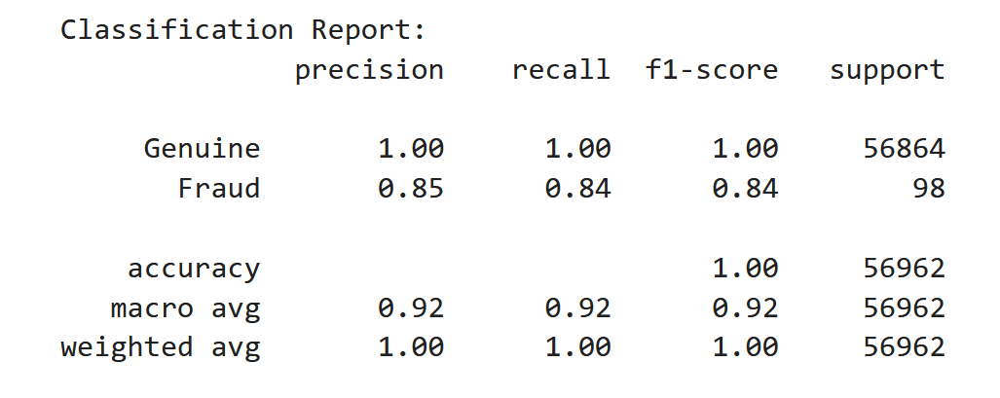 Classification Report:
precision recall f1-score support
Genuine 1.00 1.00 1.00 56864
Fraud 0.85 0.84 0.84 98
accuracy 1.00 56962
macro avg 0.92 0.92 0.92 56962
weighted avg 1.00 1.00 1.00 56962